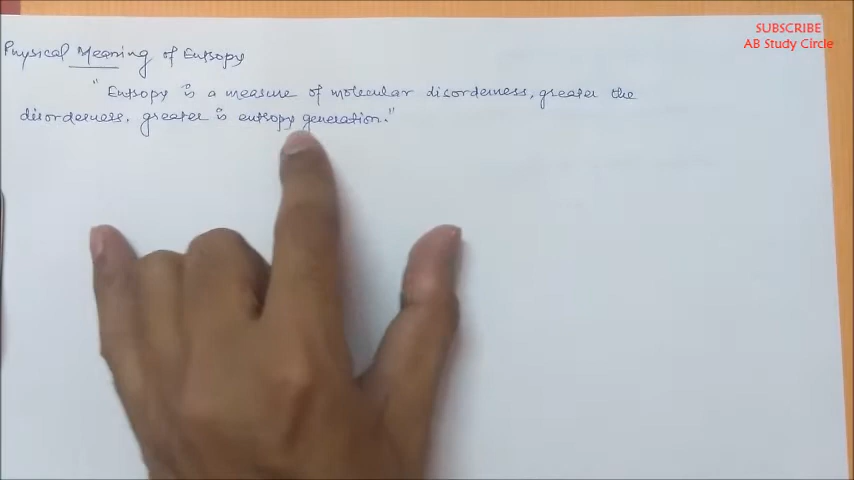 SUBSCRIBE
AB Study Circle
Physical Meaning of Entropy
" Entropy is a measure of molecular disorderness, greater the
disorderness, greater is entropy generation."